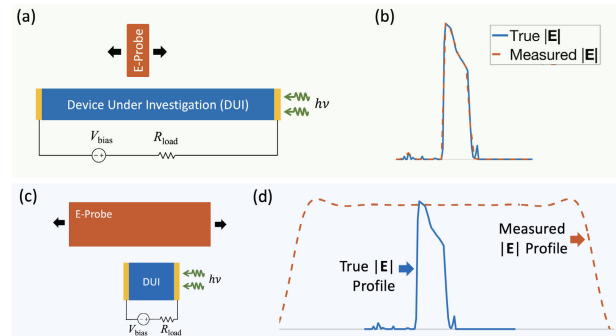 (a)
E-Probe
Device Under Investigation (DUI)
hν
V_bias
R_load
(b)
True |E|
Measured |E|
(c)
E-Probe
DUI
hν
V_bias
R_load
(d)
True |E|
Profile
Measured
|E| Profile